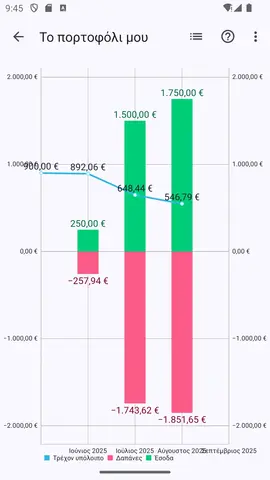 9:45
Το πορτοφόλι μου
2.000,00 €
2.000,00 €
1.750,00 €
1.500,00 €
1.000,00 €
900,00 €
892,06 €
1.000,00 €
648,44 €
546,79 €
250,00 €
0,00 €
0,00 €
−257,94 €
−1.000,00 €
−1.000,00 €
−1.743,62 €
−1.851,65 €
−2.000,00 €
−2.000,00 €
Ιούνιος 2025
Ιούλιος 2025
Αύγουστος 2025
Σεπτέμβριος 2025
Τρέχον υπόλοιπο
Δαπάνες
Έσοδα